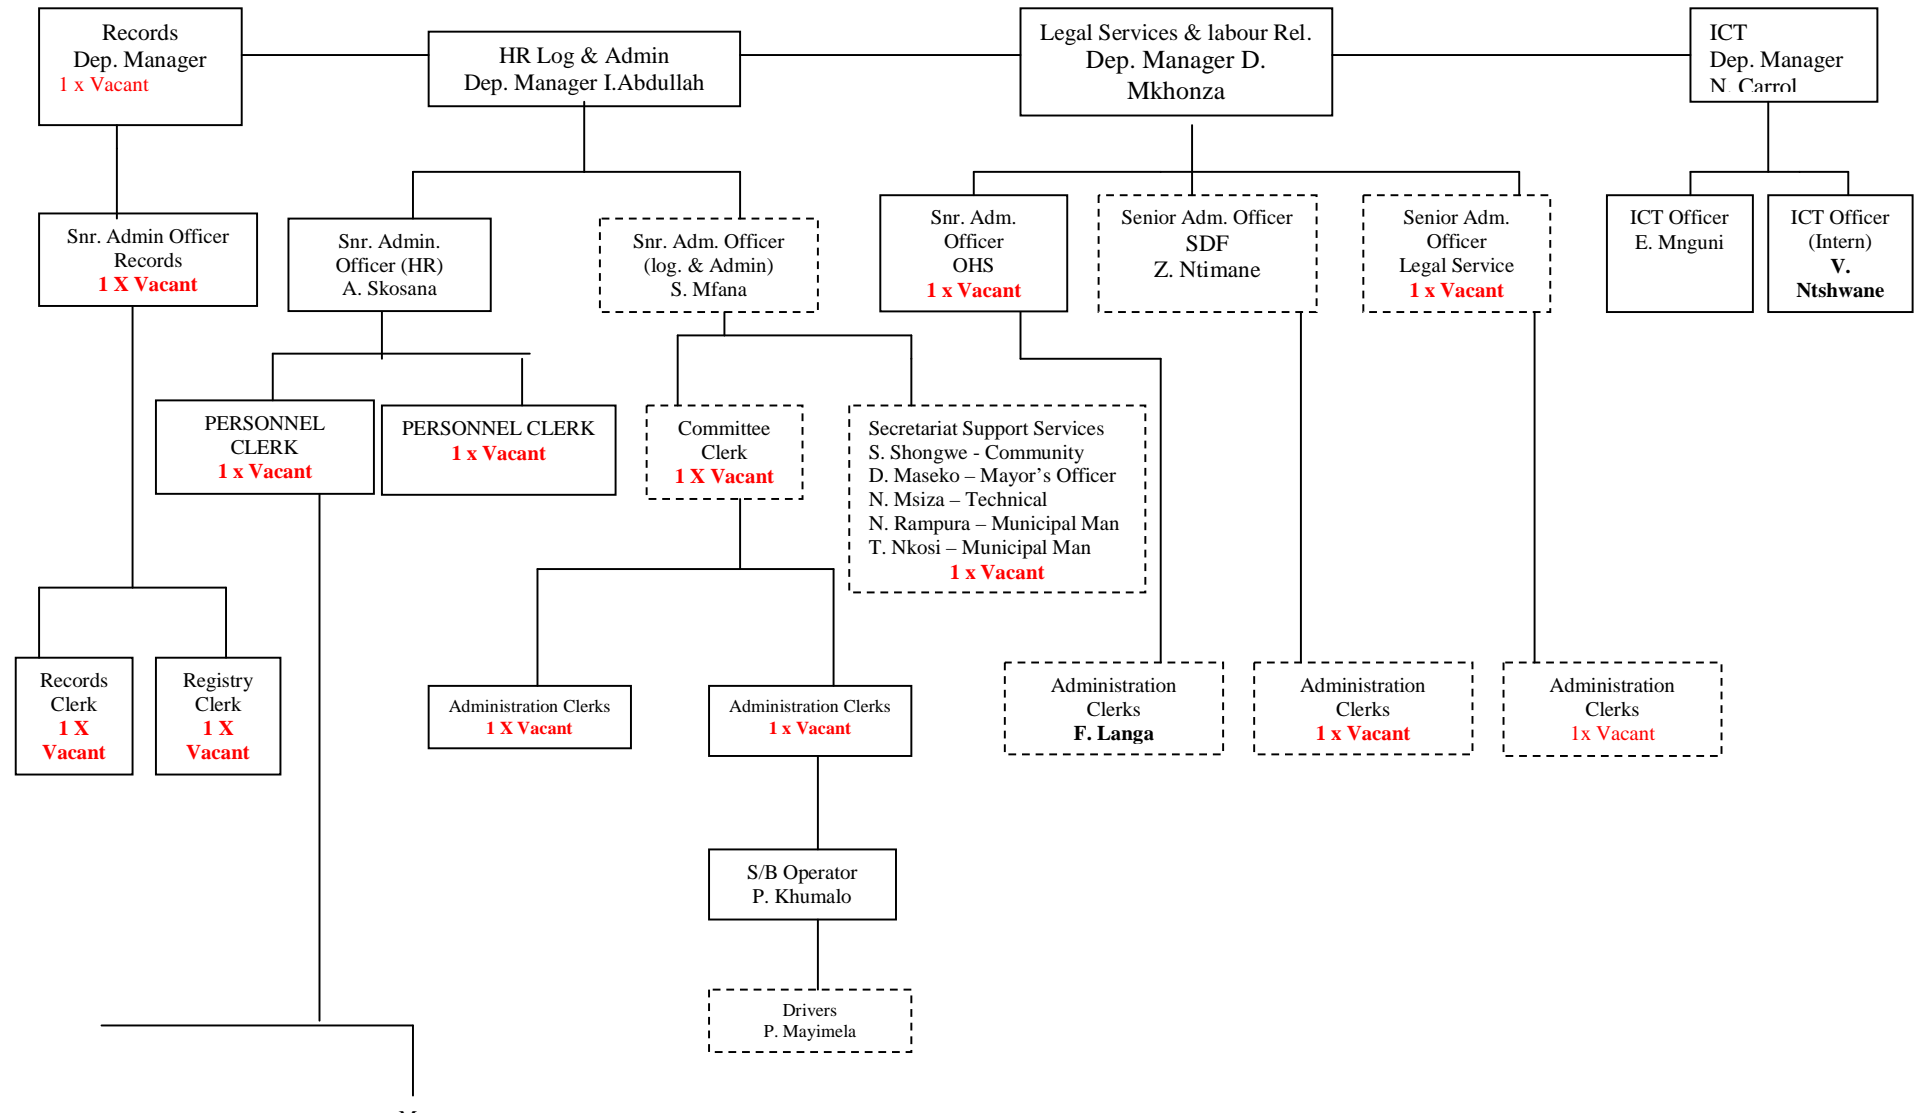 Records
Dep. Manager
1 x Vacant
HR Log & Admin
Dep. Manager I.Abdullah
Legal Services & labour Rel.
Dep. Manager D.
Mkhonza
ICT
Dep. Manager
N. Carrol
Snr. Admin Officer
Records
1 X Vacant
Snr. Admin.
Officer (HR)
A. Skosana
Snr. Adm. Officer
(log. & Admin)
S. Mfana
Snr. Adm.
Officer
OHS
1 x Vacant
Senior Adm. Officer
SDF
Z. Ntimane
Senior Adm.
Officer
Legal Service
1 x Vacant
ICT Officer
E. Mnguni
ICT Officer
(Intern)
V.
Ntshwane
PERSONNEL
CLERK
1 x Vacant
PERSONNEL CLERK
1 x Vacant
Committee
Clerk
1 X Vacant
Secretariat Support Services
S. Shongwe - Community
D. Maseko – Mayor’s Officer
N. Msiza – Technical
N. Rampura – Municipal Man
T. Nkosi – Municipal Man
1 x Vacant
Records
Clerk
1 X
Vacant
Registry
Clerk
1 X
Vacant
Administration Clerks
1 X Vacant
Administration Clerks
1 x Vacant
Administration
Clerks
F. Langa
Administration
Clerks
1 x Vacant
Administration
Clerks
1x Vacant
S/B Operator
P. Khumalo
Drivers
P. Mayimela